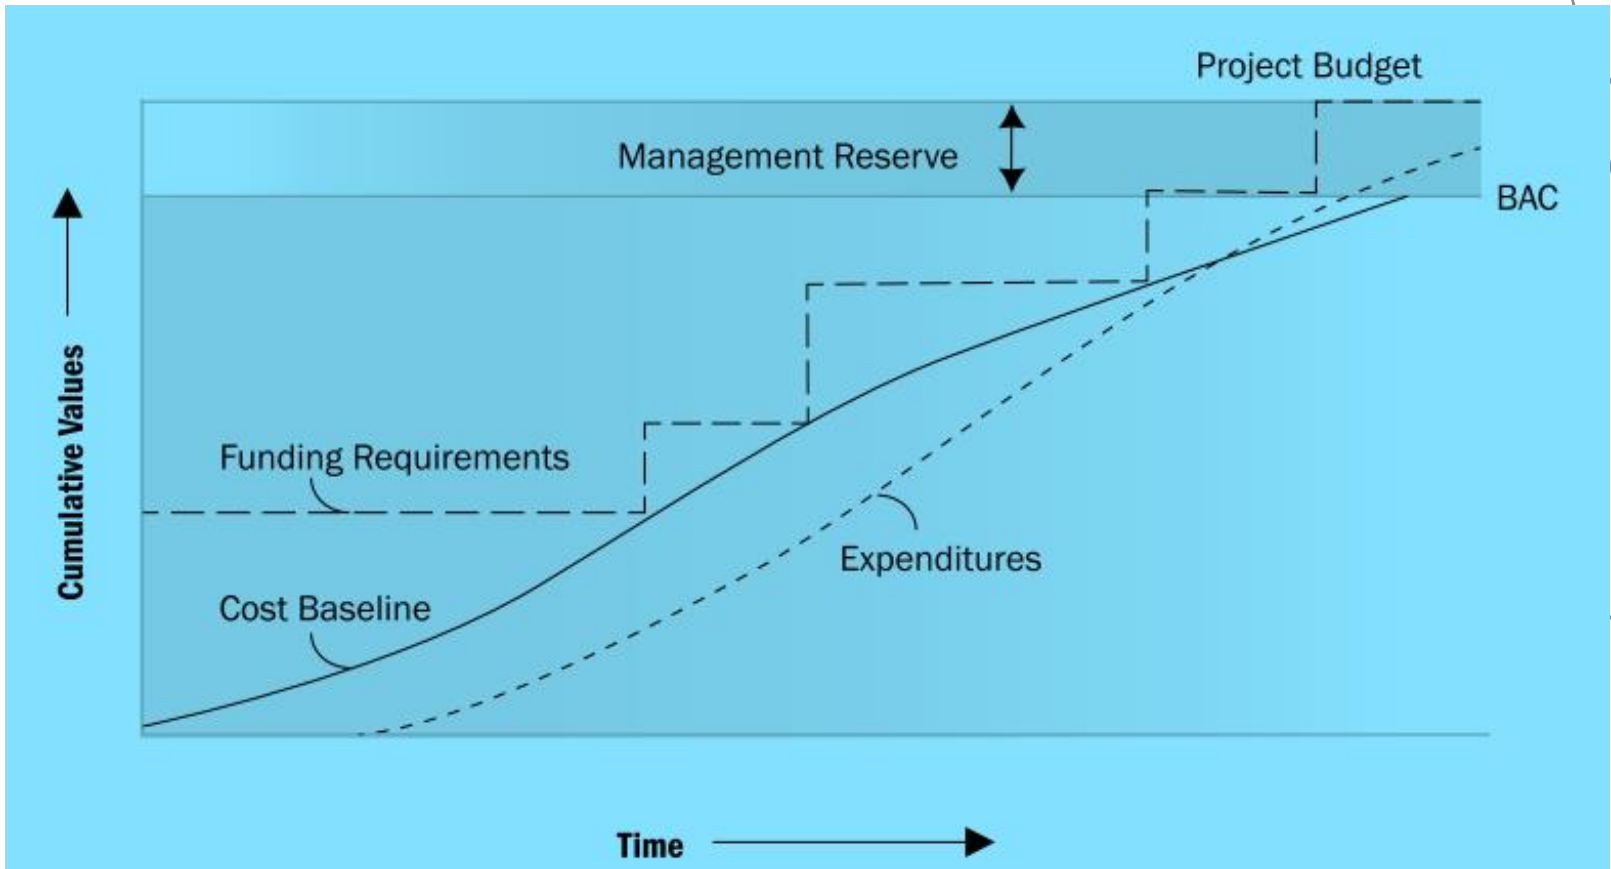 Project Budget
Management Reserve
BAC
Cumulative Values
Funding Requirements
Expenditures
Cost Baseline
Time